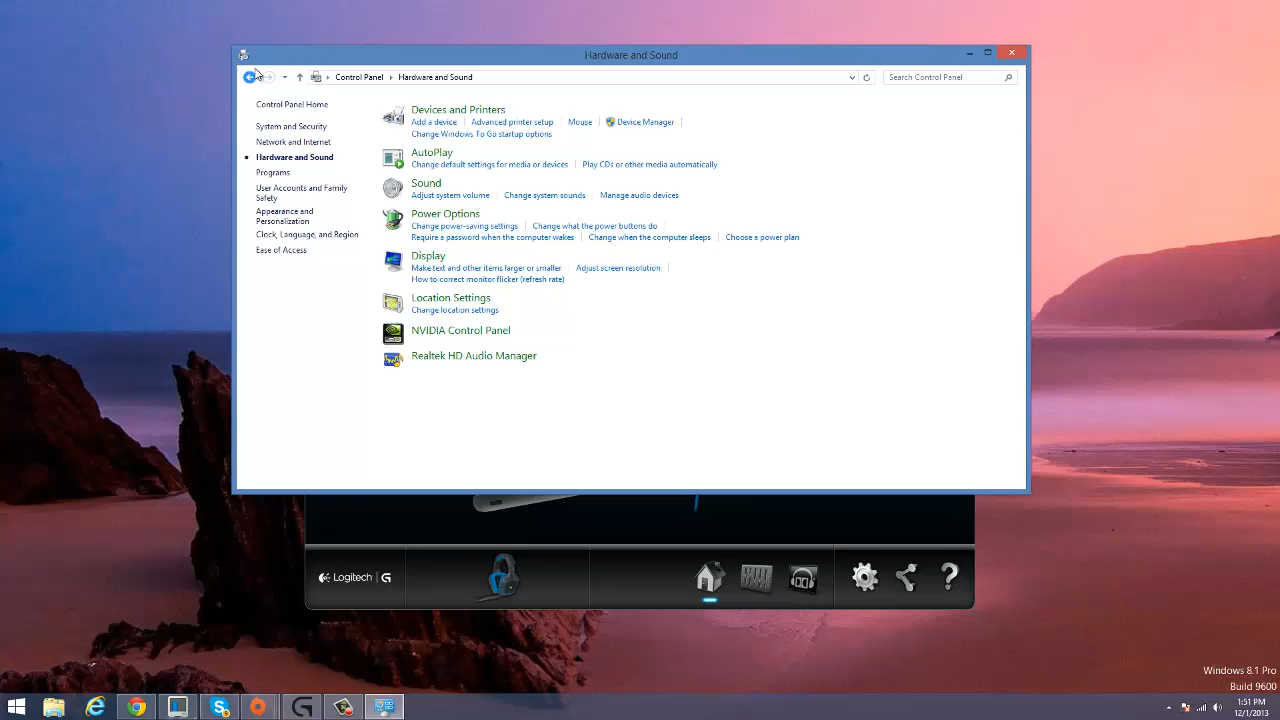 Hardware and Sound
Control Panel Hardware and Sound
Search Control Panel
Control Panel Home
System and Security
Network and Internet
Hardware and Sound
Programs
User Accounts and Family
Safety
Appearance and
Personalization
Clock, Language, and Region
Ease of Access
Devices and Printers
Add a device Advanced printer setup Mouse Device Manager
Change Windows To Go startup options
AutoPlay
Change default settings for media or devices Play CDs or other media automatically
Sound
Adjust system volume Change system sounds Manage audio devices
Power Options
Change power-saving settings Change what the power buttons do
Require a password when the computer wakes Change when the computer sleeps Choose a power plan
Display
Make text and other items larger or smaller Adjust screen resolution
How to correct monitor flicker (refresh rate)
Location Settings
Change location settings
NVIDIA Control Panel
Realtek HD Audio Manager
Logitech G
?
Windows 8.1 Pro
Build 9600
1:51 PM
12/1/2013